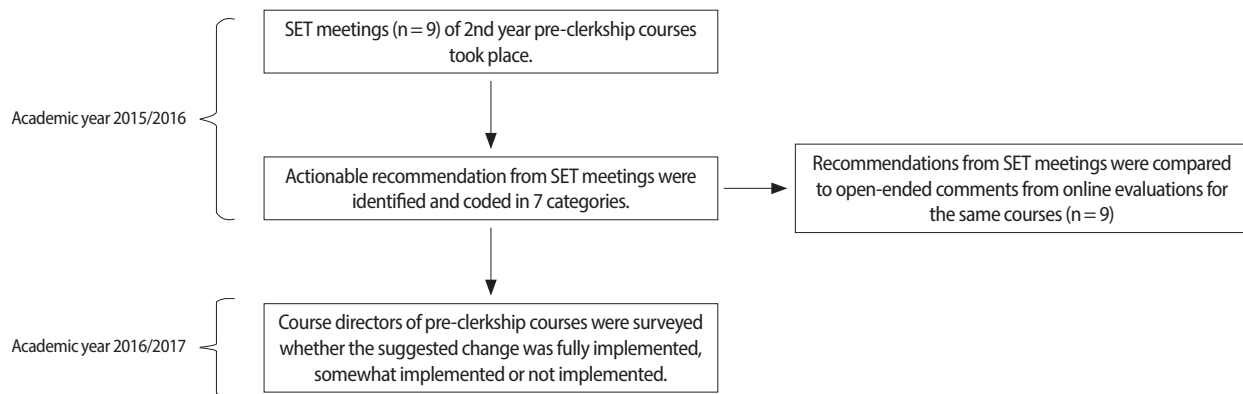 SET meetings (n = 9) of 2nd year pre-clerkship courses
took place.
Academic year 2015/2016
Actionable recommendation from SET meetings were
identified and coded in 7 categories.
Recommendations from SET meetings were compared
to open-ended comments from online evaluations for
the same courses (n = 9)
Course directors of pre-clerkship courses were surveyed
whether the suggested change was fully implemented,
somewhat implemented or not implemented.
Academic year 2016/2017